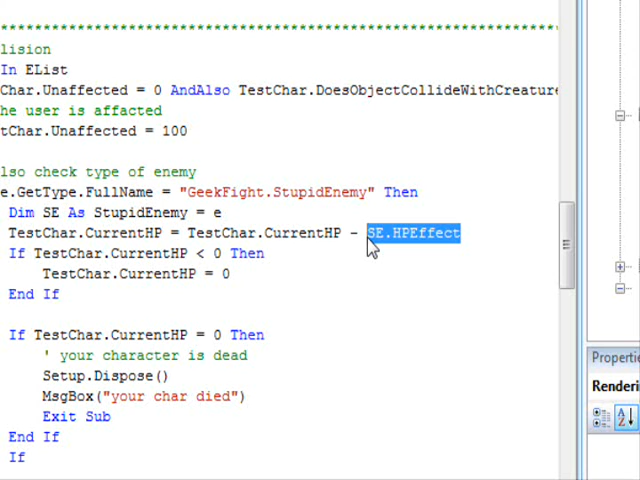 ************************************************************
lision
In EList
Char.Unaffected = 0 AndAlso TestChar.DoesObjectCollideWithCreature
he user is affacted
tChar.Unaffected = 100
lso check type of enemy
e.GetType.FullName = "GeekFight.StupidEnemy" Then
Dim SE As StupidEnemy = e
TestChar.CurrentHP = TestChar.CurrentHP - SE.HPEffect
If TestChar.CurrentHP < 0 Then
TestChar.CurrentHP = 0
End If
If TestChar.CurrentHP = 0 Then
' your character is dead
Setup.Dispose()
MsgBox("your char died")
Exit Sub
End If
If
Properti
Renderi